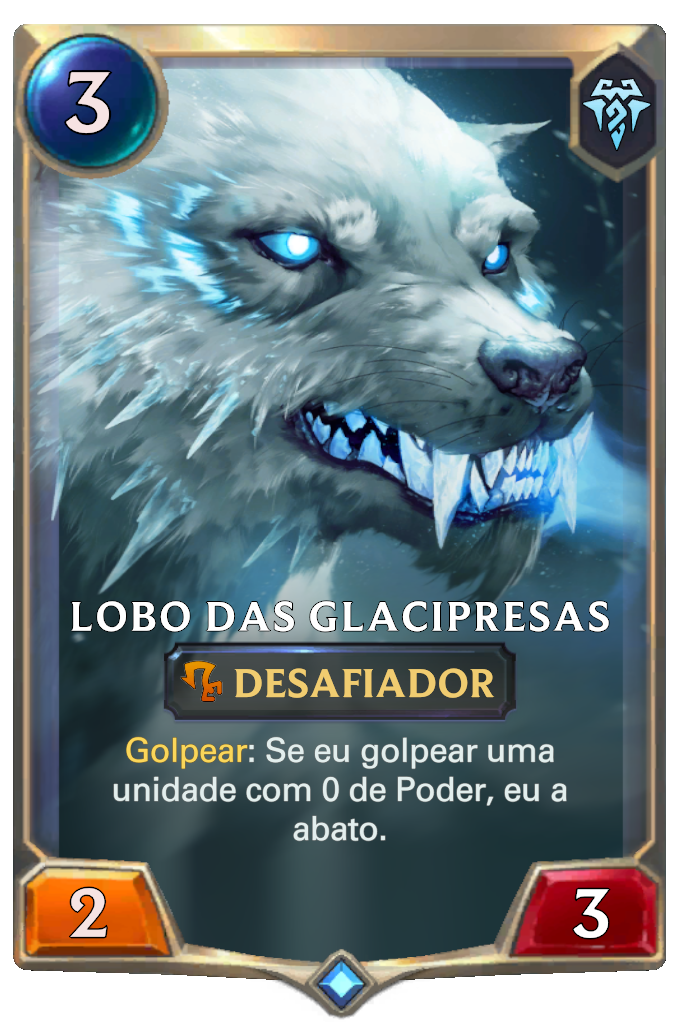 3
LOBO DAS GLACIPRESAS
DESAFIADOR
Golpear: Se eu golpear uma
unidade com 0 de Poder, eu a
abato.
2
3